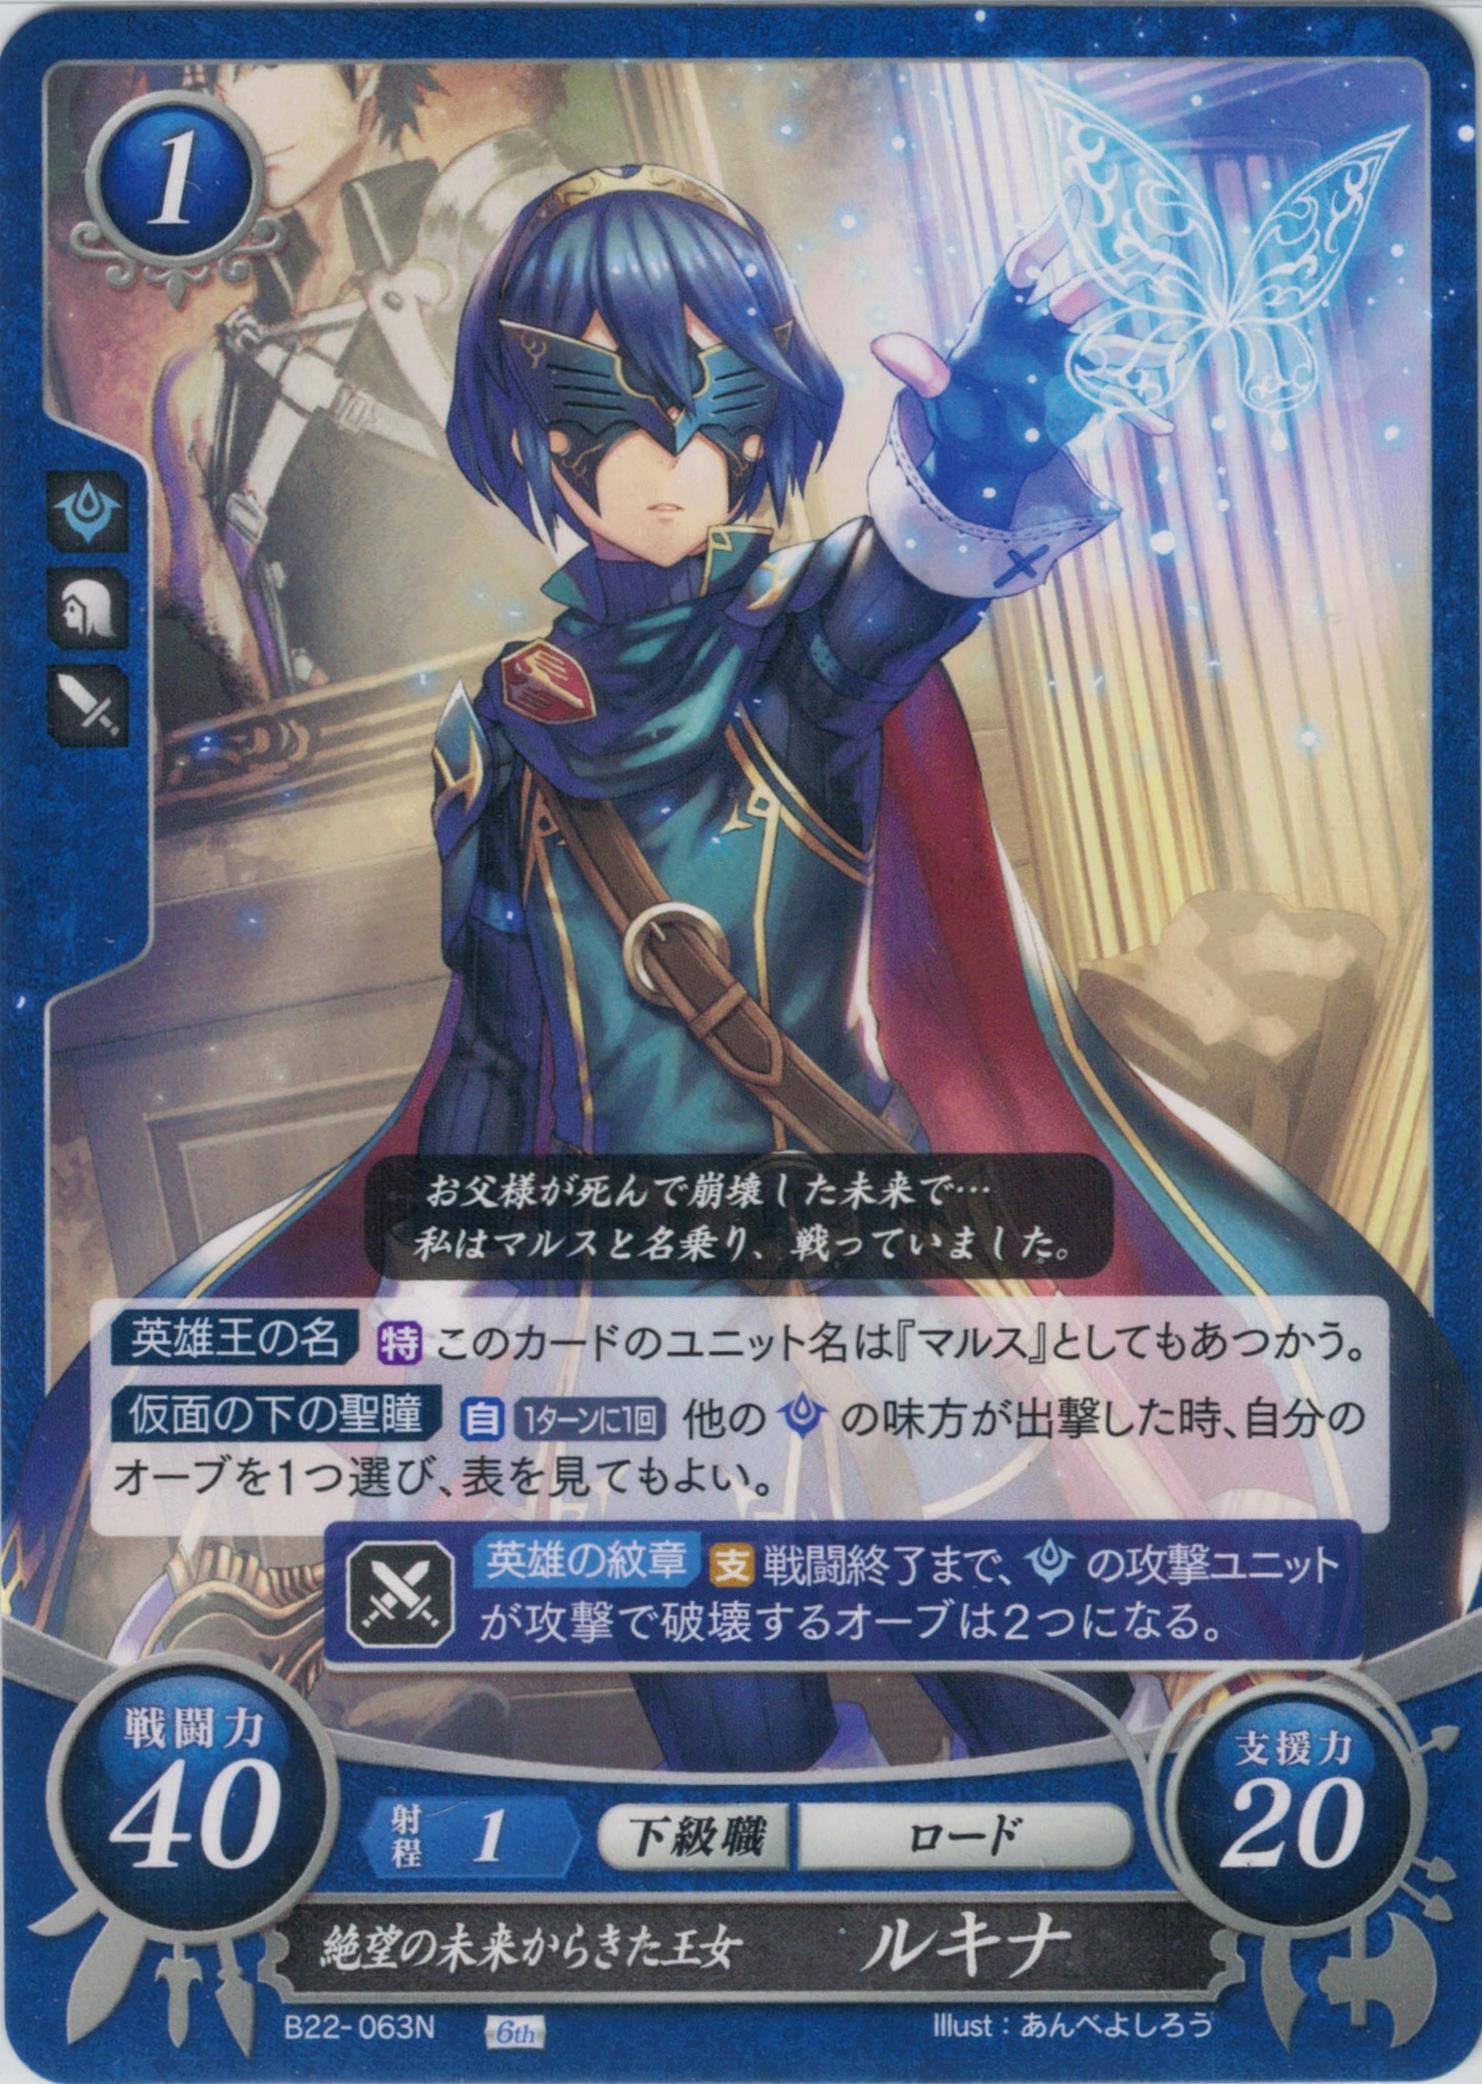 1
お父様が死んで崩壊した未来で…
私はマルスと名乗り、戦っていました。
英雄王の名 特 このカードのユニット名は『マルス』としてもあつかう。
仮面の下の聖瞳 自 1ターンに1回 他の の味方が出撃した時、自分の
オーブを1つ選び、表を見てもよい。
英雄の紋章 支 戦闘終了まで、 の攻撃ユニット
が攻撃で破壊するオーブは2つになる。
戦闘力
40
射程 1
下級職 ロード
支援力
20
絶望の未来からきた王女 ルキナ
B22-063N 6th Illust：あんべよしろう